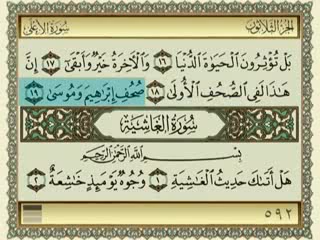 سورة الأعلى
الجزء الثلاثون
بَلْ تُؤْثِرُونَ الْحَيَوٰةَ الدُّنْيَا ١٦ وَالْآخِرَةُ خَيْرٌ وَأَبْقَىٰ ١٧ إِنَّ
هَٰذَا لَفِى الصُّحُفِ الْأُولَىٰ ١٨ صُحُفِ إِبْرَٰهِيمَ وَمُوسَىٰ ١٩
سُورَةُ الْغَاشِيَةِ
بِسْمِ اللَّهِ الرَّحْمَٰنِ الرَّحِيمِ
هَلْ أَتَىٰكَ حَدِيثُ الْغَاشِيَةِ ١ وُجُوهٌ يَوْمَئِذٍ خَٰشِعَةٌ ٢
٥٩٢